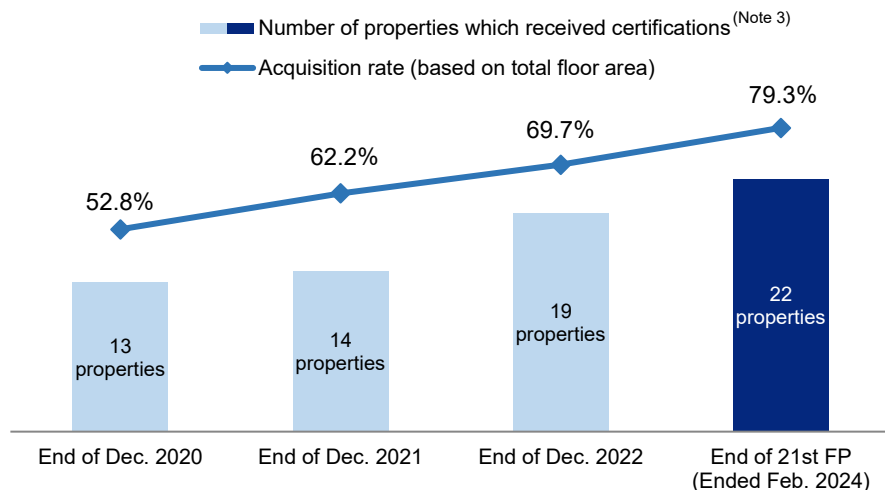 Number of properties which received certifications(Note 3)
Acquisition rate (based on total floor area)
52.8%
62.2%
69.7%
79.3%
13
properties
14
properties
19
properties
22
properties
End of Dec. 2020
End of Dec. 2021
End of Dec. 2022
End of 21st FP
(Ended Feb. 2024)